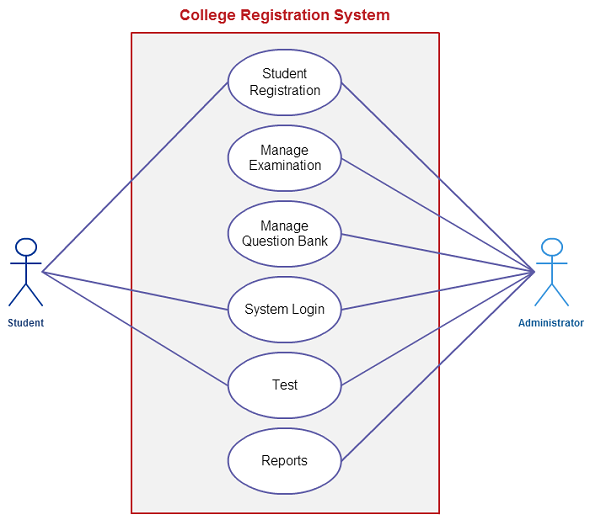 College Registration System
Student
Registration
Manage
Examination
Manage
Question Bank
System Login
Test
Reports
Student
Administrator